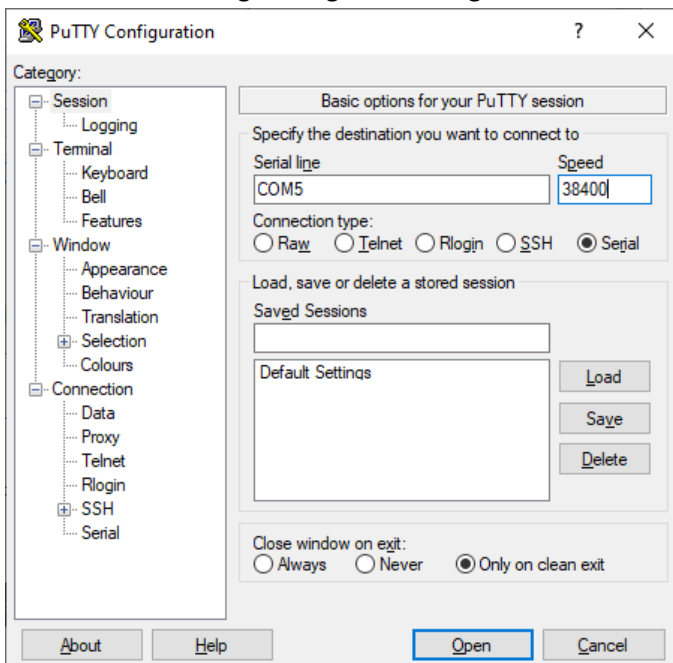 PuTTY Configuration
? ×
Category:
Session
Logging
Terminal
Keyboard
Bell
Features
Window
Appearance
Behaviour
Translation
Selection
Colours
Connection
Data
Proxy
Telnet
Rlogin
SSH
Serial
Basic options for your PuTTY session
Specify the destination you want to connect to
Serial line Speed
COM5 38400
Connection type:
Raw Telnet Rlogin SSH Serial
Load, save or delete a stored session
Saved Sessions
Default Settings
Load
Save
Delete
Close window on exit:
Always Never Only on clean exit
About Help Open Cancel